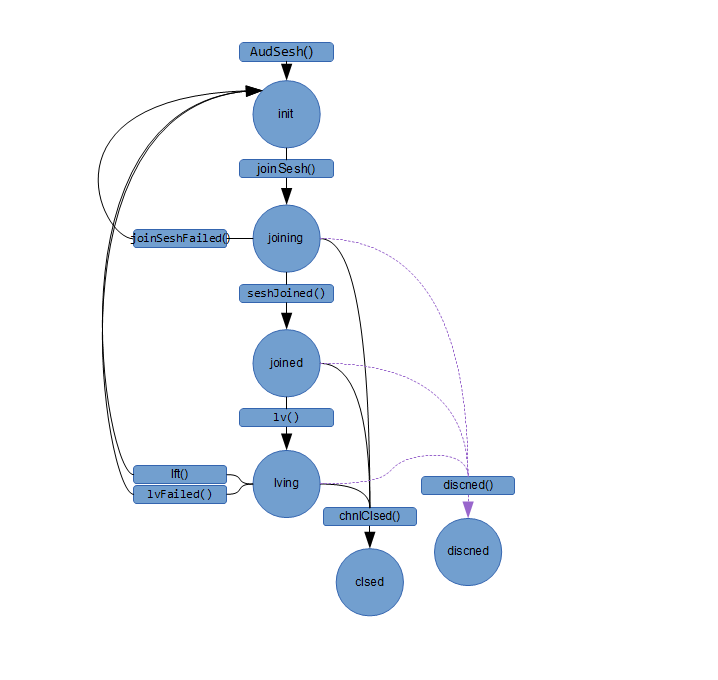 AudSesh()
init
joinSesh()
joinSeshFailed()
joining
seshJoined()
joined
lv()
lft()
lvFailed()
lving
discned()
chnlClsed()
discned
clsed